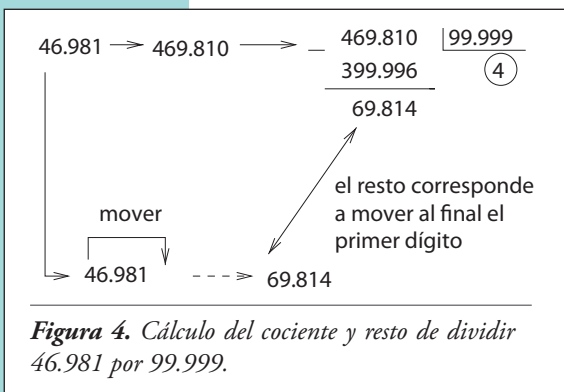 46.981 469.810 469.810 99.999
399.996 4
69.814
el resto corresponde
a mover al final el
primer dígito
mover
46.981 69.814
Figura 4. Cálculo del cociente y resto de dividir
46.981 por 99.999.